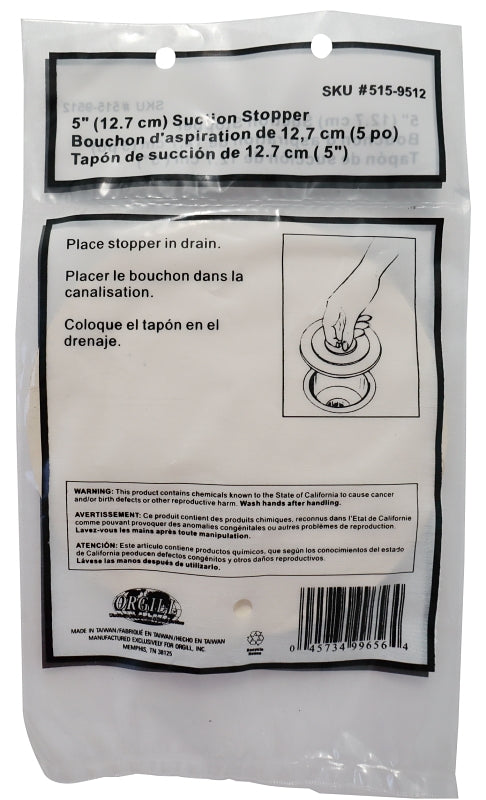 SKU #515-9512
5" (12.7 cm) Suction Stopper
Bouchon d'aspiration de 12,7 cm (5 po)
Tapón de succión de 12.7 cm ( 5")
Place stopper in drain.
Placer le bouchon dans la
canalisation.
Coloque el tapón en el
drenaje.
WARNING: This product contains chemicals known to the State of California to cause cancer
and/or birth defects or other reproductive harm. Wash hands after handling.
AVERTISSEMENT: Ce produit contient des produits chimiques, reconnus dans l'Etat de Californie
comme pouvant provoquer des anomalies congénitales ou autres problèmes de reproduction.
Lavez-vous les mains après toute manipulation.
ATENCIÓN: Este artículo contiene productos químicos, que según los conocimientos del estado
de California producen defectos congénitos y otros daños reproductivos.
Lávese las manos después de utilizarlo.
ORGILL
MADE IN TAIWAN/FABRIQUÉ EN TAIWAN/HECHO EN TAIWAN
MANUFACTURED EXCLUSIVELY FOR ORGILL, INC.
MEMPHIS, TN 38125
0 45734 99656 4